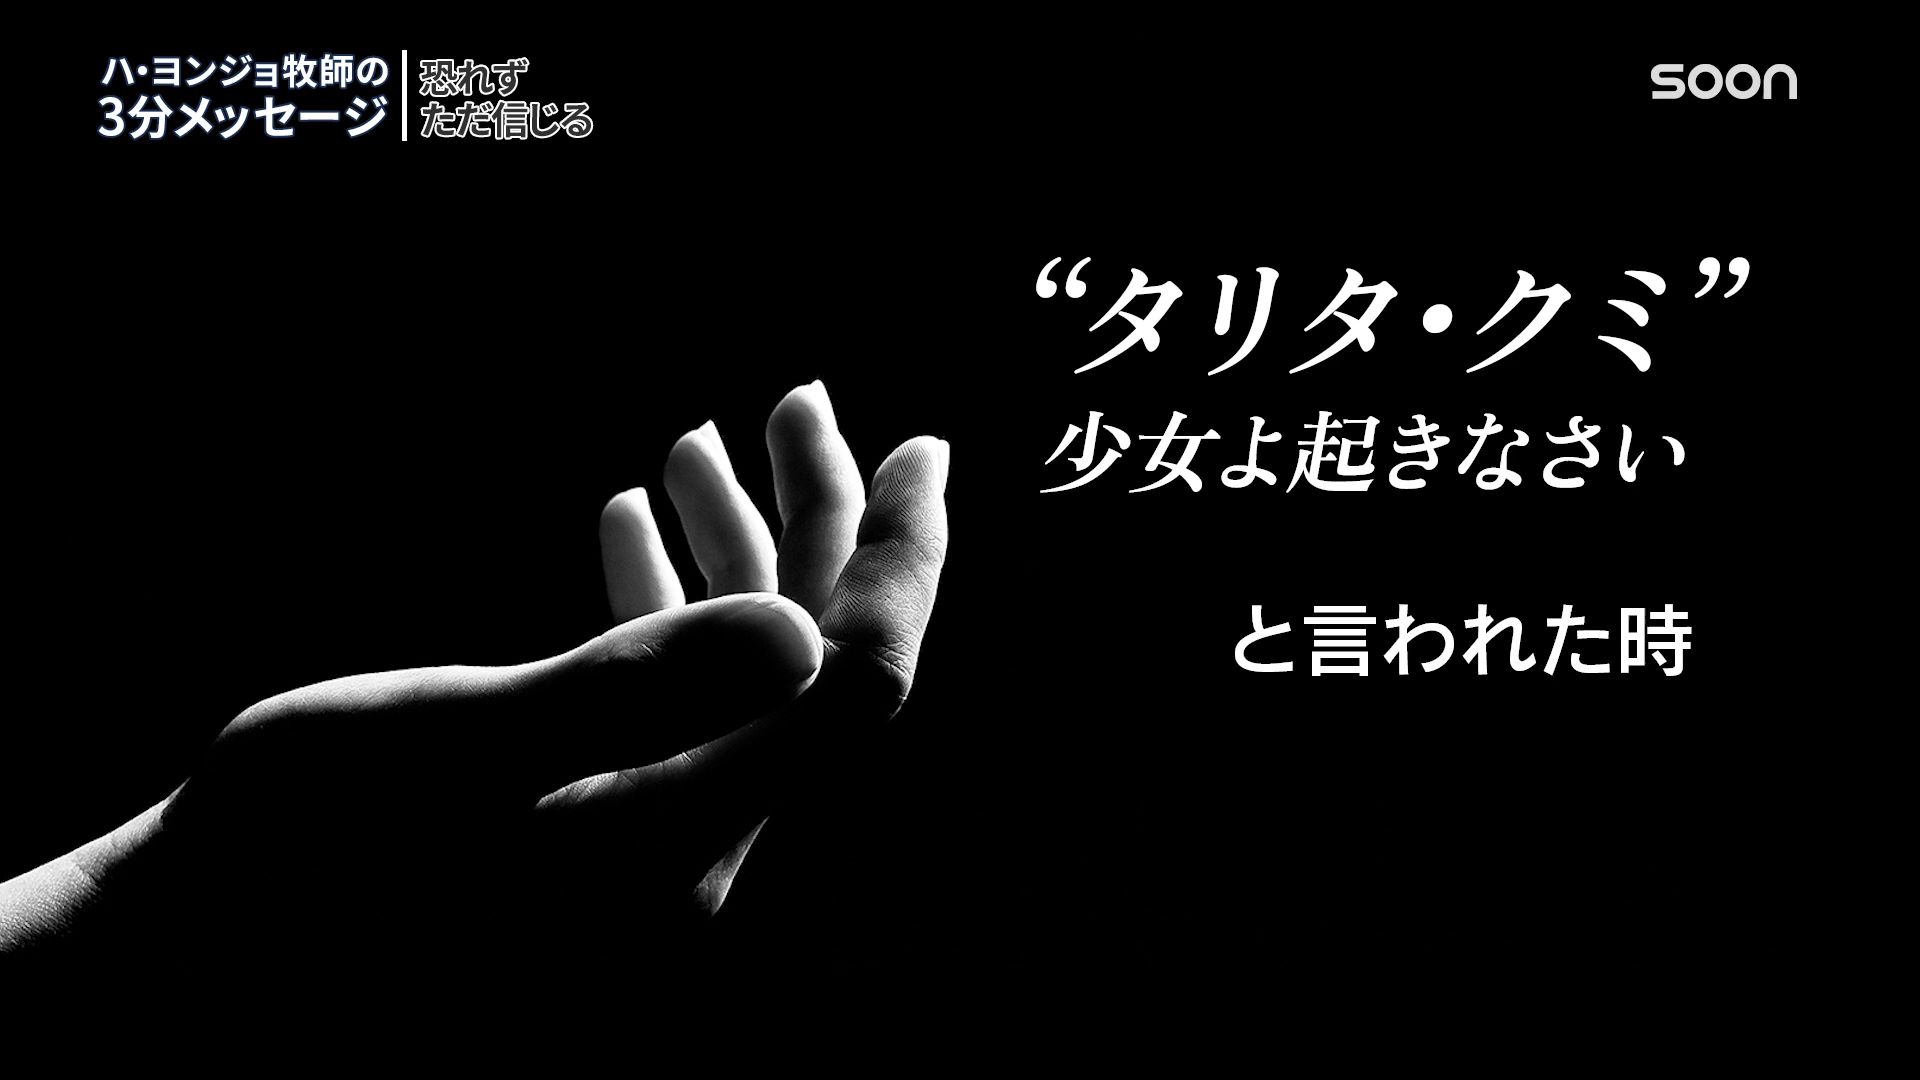 ハ・ヨンジョ牧師の
3分メッセージ
恐れず
ただ信じる
soon
“タリタ・クミ”
少女よ起きなさい
と言われた時